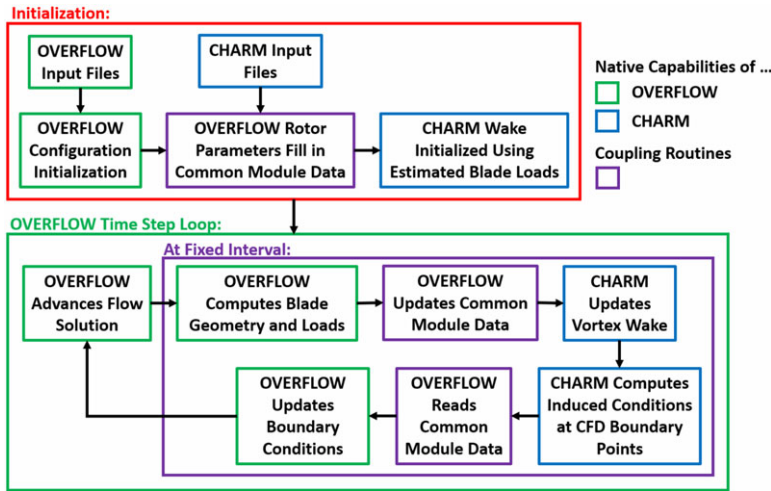 Initialization:
OVERFLOW
Input Files
CHARM Input
Files
OVERFLOW
Configuration
Initialization
OVERFLOW Rotor
Parameters Fill in
Common Module Data
CHARM Wake
Initialized Using
Estimated Blade Loads
Native Capabilities of ...
OVERFLOW
CHARM
Coupling Routines
OVERFLOW Time Step Loop:
At Fixed Interval:
OVERFLOW
Advances Flow
Solution
OVERFLOW
Computes Blade
Geometry and Loads
OVERFLOW
Updates Common
Module Data
CHARM
Updates
Vortex Wake
CHARM Computes
Induced Conditions
at CFD Boundary
Points
OVERFLOW
Reads
Common
Module Data
OVERFLOW
Updates
Boundary
Conditions